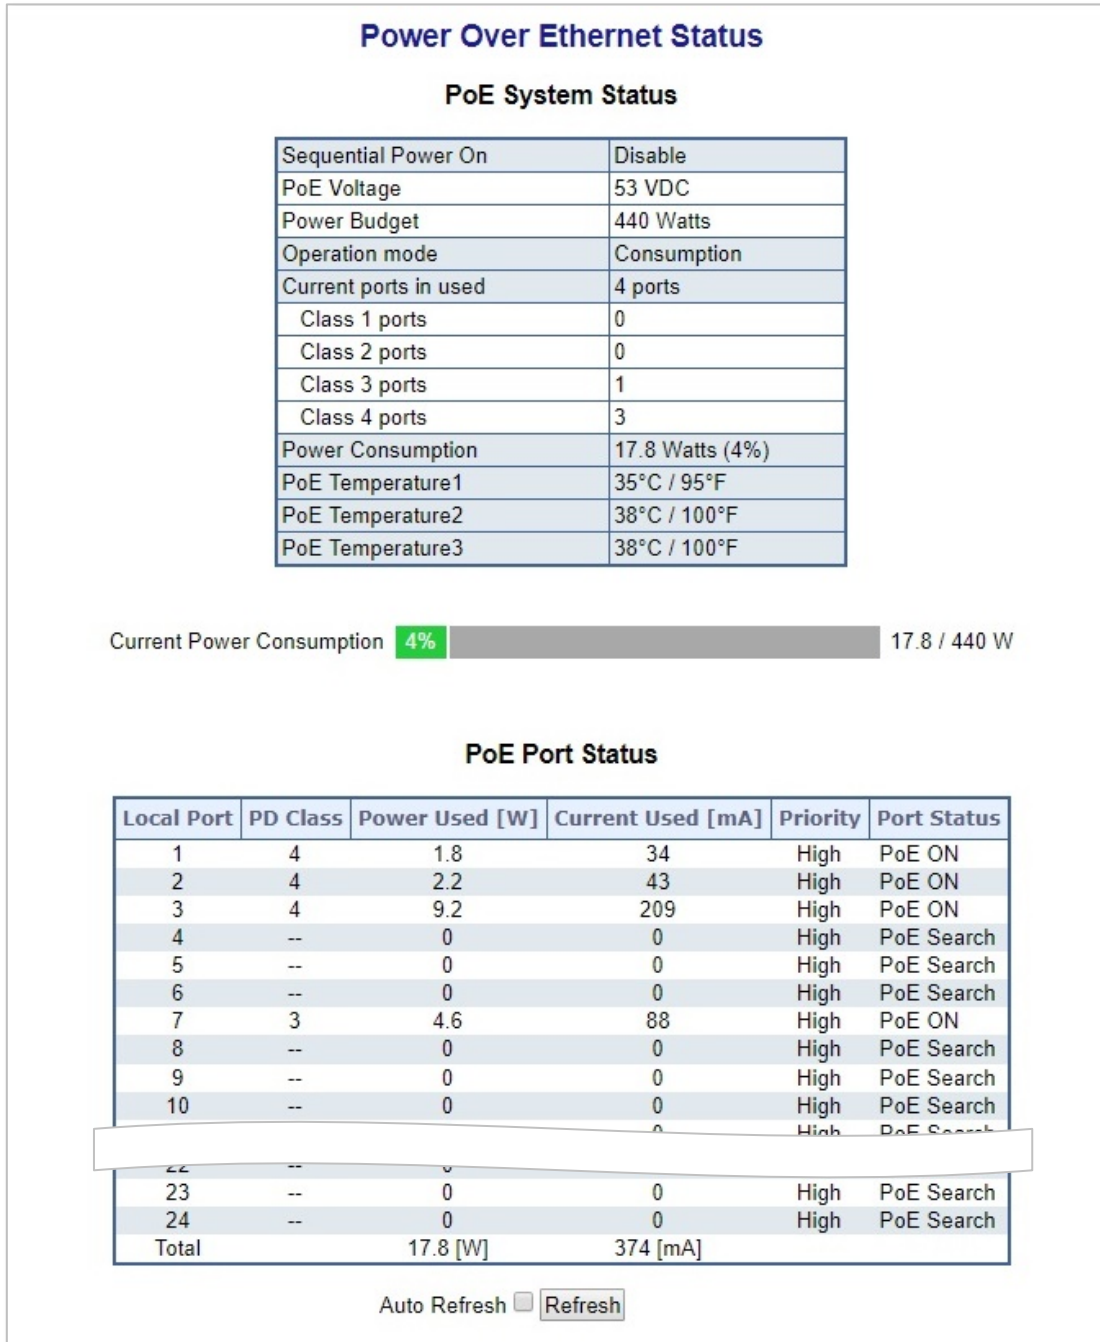 Power Over Ethernet Status
PoE System Status
Sequential Power On Disable
PoE Voltage 53 VDC
Power Budget 440 Watts
Operation mode Consumption
Current ports in used 4 ports
Class 1 ports 0
Class 2 ports 0
Class 3 ports 1
Class 4 ports 3
Power Consumption 17.8 Watts (4%)
PoE Temperature1 35°C / 95°F
PoE Temperature2 38°C / 100°F
PoE Temperature3 38°C / 100°F
Current Power Consumption 4% 17.8 / 440 W
PoE Port Status
Local Port PD Class Power Used [W] Current Used [mA] Priority Port Status
1 4 1.8 34 High PoE ON
2 4 2.2 43 High PoE ON
3 4 9.2 209 High PoE ON
4 -- 0 0 High PoE Search
5 -- 0 0 High PoE Search
6 -- 0 0 High PoE Search
7 3 4.6 88 High PoE ON
8 -- 0 0 High PoE Search
9 -- 0 0 High PoE Search
10 -- 0 0 High PoE Search
0 High PoE Search
22 -- 0
23 -- 0 0 High PoE Search
24 -- 0 0 High PoE Search
Total 17.8 [W] 374 [mA]
Auto Refresh Refresh